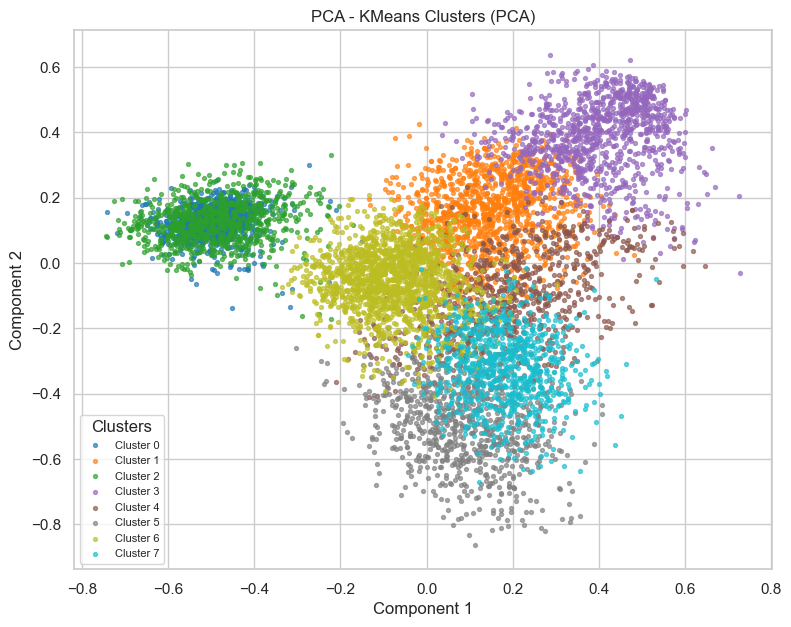 PCA - KMeans Clusters (PCA)
Component 2
0.6
0.4
0.2
0.0
−0.2
−0.4
−0.6
−0.8
Clusters
Cluster 0
Cluster 1
Cluster 2
Cluster 3
Cluster 4
Cluster 5
Cluster 6
Cluster 7
−0.8 −0.6 −0.4 −0.2 0.0 0.2 0.4 0.6 0.8
Component 1